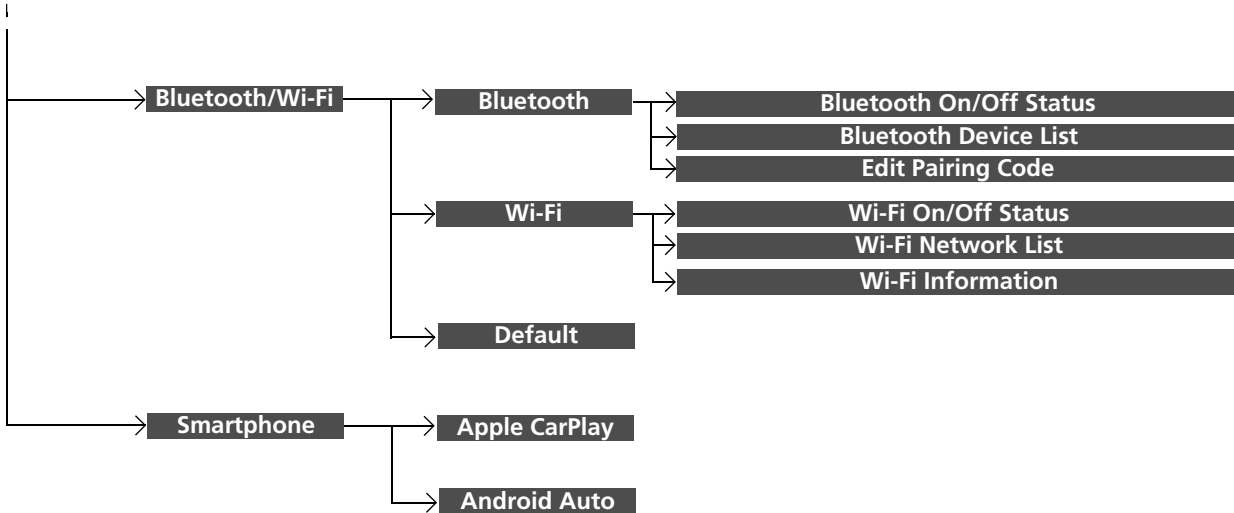 Bluetooth/Wi-Fi
Bluetooth
Bluetooth On/Off Status
Bluetooth Device List
Edit Pairing Code
Wi-Fi
Wi-Fi On/Off Status
Wi-Fi Network List
Wi-Fi Information
Default
Smartphone
Apple CarPlay
Android Auto